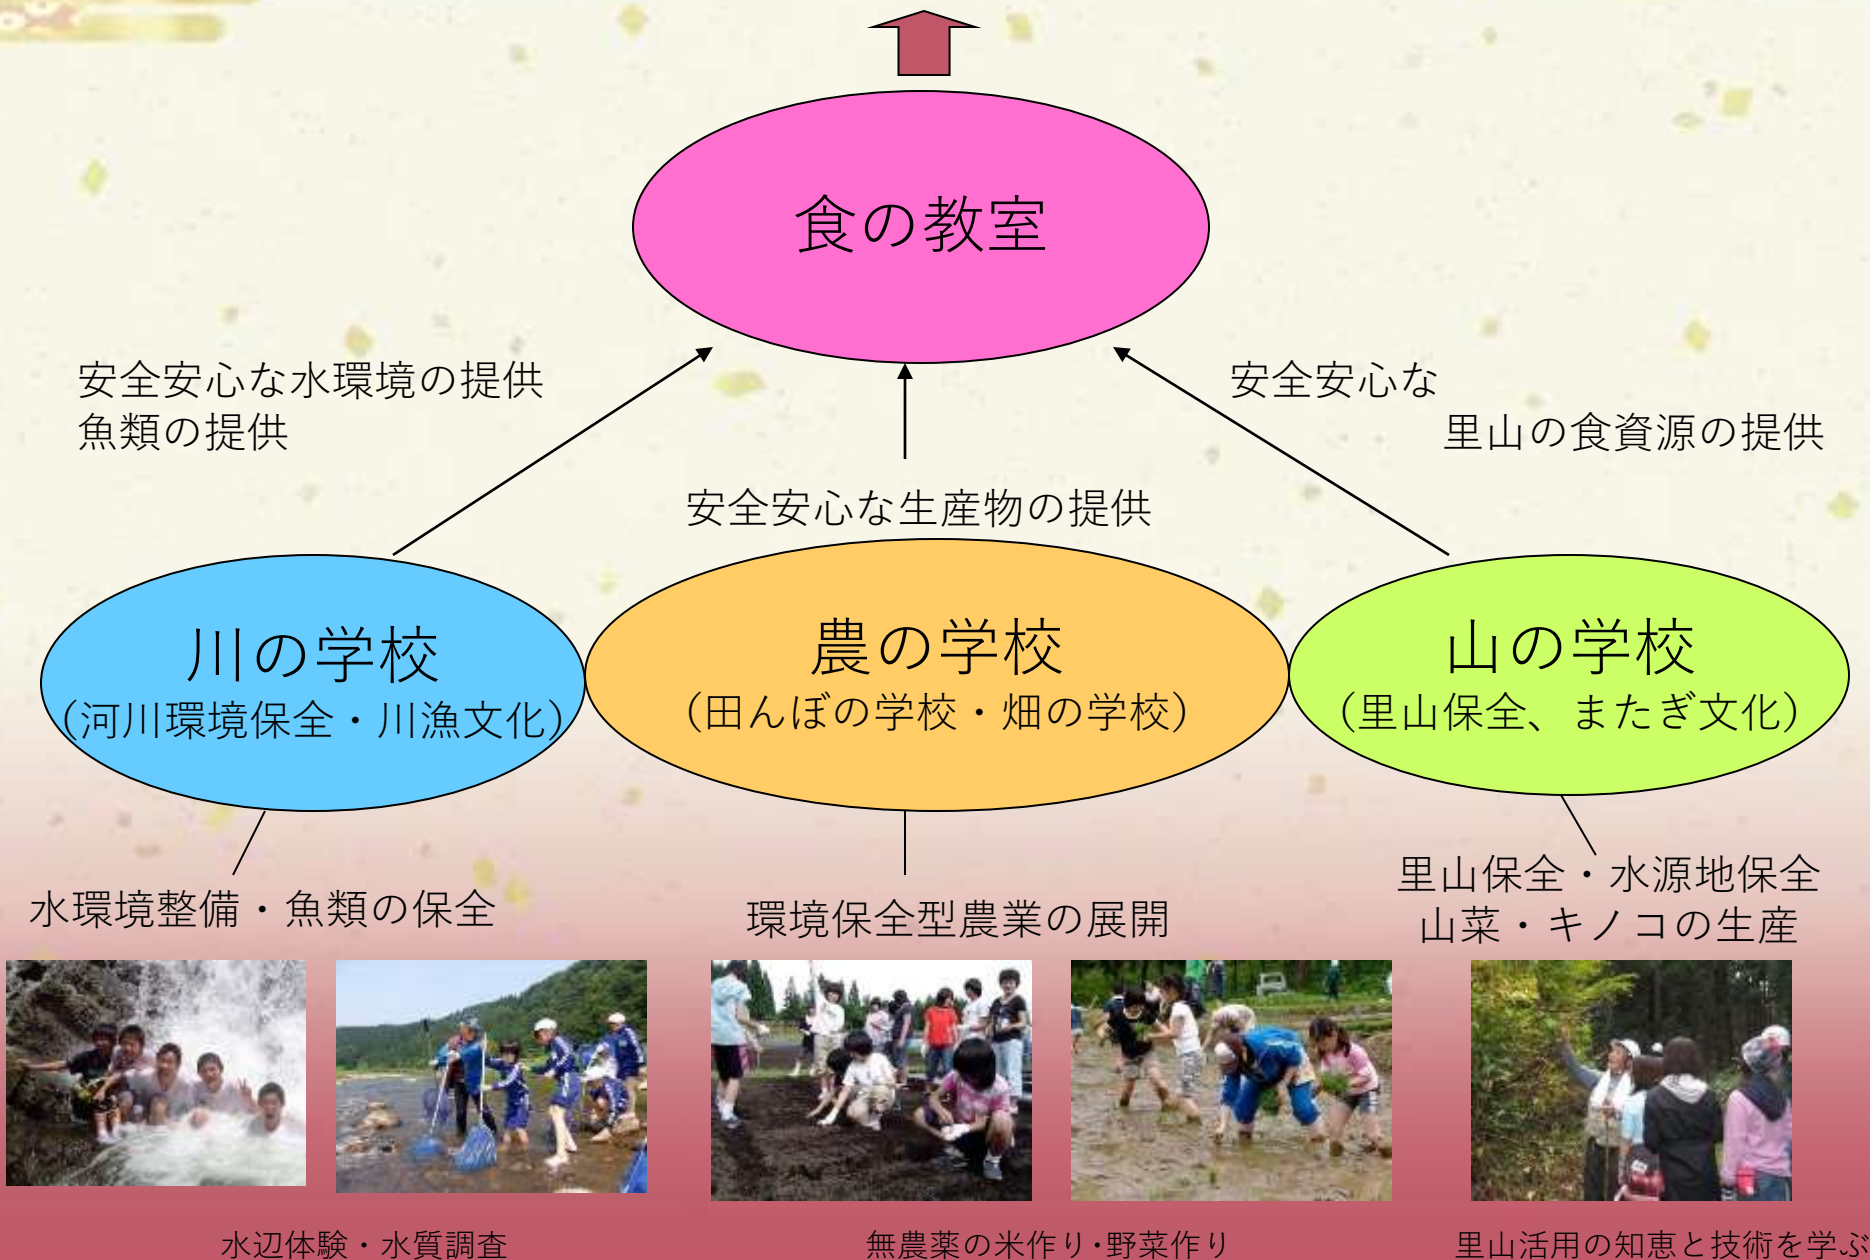 食の教室
安全安心な水環境の提供
魚類の提供
安全安心な
里山の食資源の提供
安全安心な生産物の提供
川の学校
（河川環境保全・川漁文化）
農の学校
（田んぼの学校・畑の学校）
山の学校
（里山保全、またぎ文化）
水環境整備・魚類の保全
環境保全型農業の展開
里山保全・水源地保全
山菜・キノコの生産
水辺体験・水質調査
無農薬の米作り･野菜作り
里山活用の知恵と技術を学ぶ